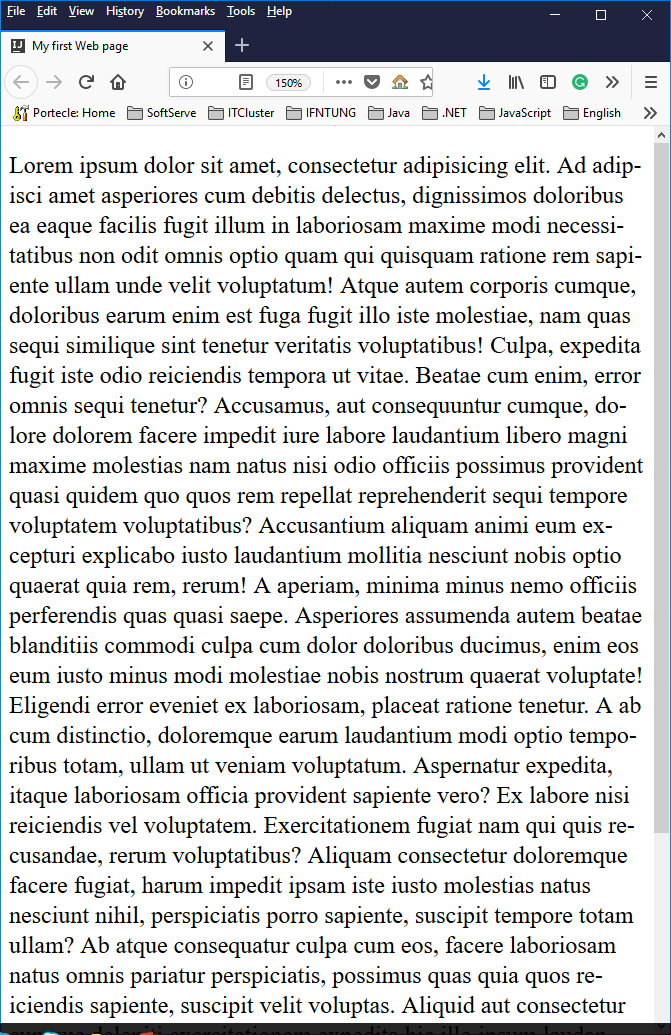 File Edit View History Bookmarks Tools Help
My first Web page
150%
Portecle: Home SoftServe ITCluster IFNTUNG Java .NET JavaScript English
Lorem ipsum dolor sit amet, consectetur adipisicing elit. Ad adip-
isci amet asperiores cum debitis delectus, dignissimos doloribus
ea eaque facilis fugit illum in laboriosam maxime modi necessi-
tatibus non odit omnis optio quam qui quisquam ratione rem sapi-
ente ullam unde velit voluptatum! Atque autem corporis cumque,
doloribus earum enim est fuga fugit illo iste molestiae, nam quas
sequi similique sint tenetur veritatis voluptatibus! Culpa, expedita
fugit iste odio reiciendis tempora ut vitae. Beatae cum enim, error
omnis sequi tenetur? Accusamus, aut consequuntur cumque, do-
lore dolorem facere impedit iure labore laudantium libero magni
maxime molestias nam natus nisi odio officiis possimus provident
quasi quidem quo quos rem repellat reprehenderit sequi tempore
voluptatem voluptatibus? Accusantium aliquam animi eum ex-
cepturi explicabo iusto laudantium mollitia nesciunt nobis optio
quaerat quia rem, rerum! A aperiam, minima minus nemo officiis
perferendis quas quasi saepe. Asperiores assumenda autem beatae
blanditiis commodi culpa cum dolor doloribus ducimus, enim eos
eum iusto minus modi molestiae nobis nostrum quaerat voluptate!
Eligendi error eveniet ex laboriosam, placeat ratione tenetur. A ab
cum distinctio, doloremque earum laudantium modi optio tempo-
ribus totam, ullam ut veniam voluptatum. Aspernatur expedita,
itaque laboriosam officia provident sapiente vero? Ex labore nisi
reiciendis vel voluptatem. Exercitationem fugiat nam qui quis re-
cusandae, rerum voluptatibus? Aliquam consectetur doloremque
facere fugiat, harum impedit ipsam iste iusto molestias natus
nesciunt nihil, perspiciatis porro sapiente, suscipit tempore totam
ullam? Ab atque consequatur culpa cum eos, facere laboriosam
natus omnis pariatur perspiciatis, possimus quas quia quos re-
iciendis sapiente, suscipit velit voluptas. Aliquid aut consectetur